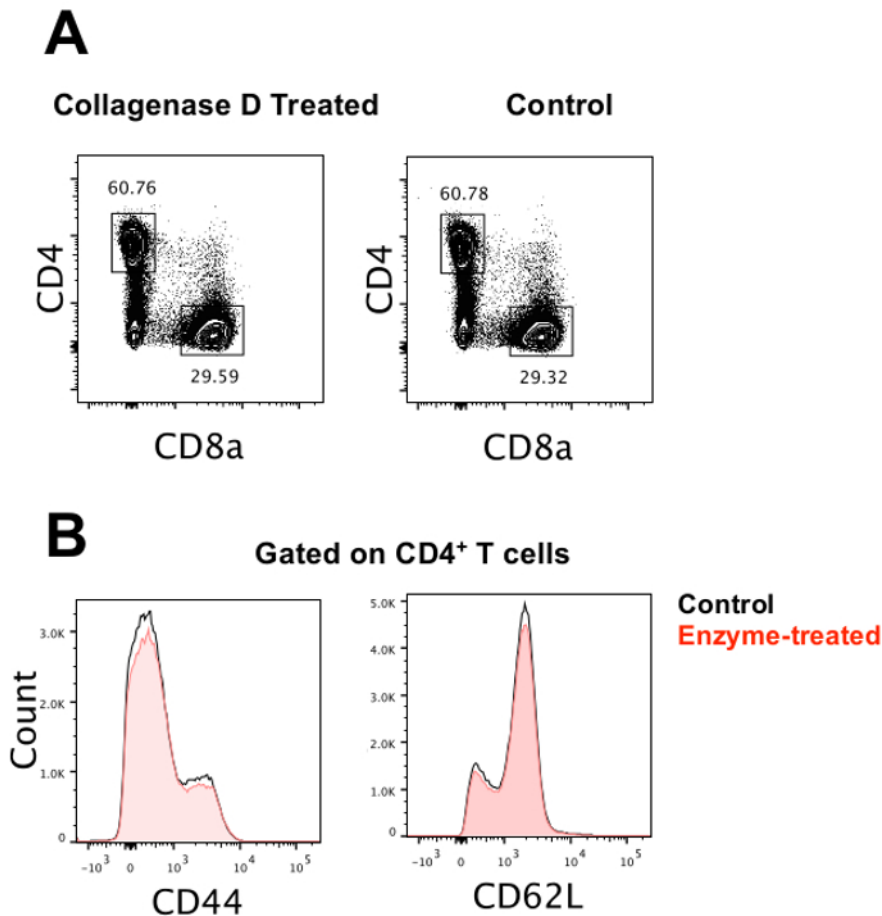 A
Collagenase D Treated
Control
60.76
29.59
CD4
CD8a
60.78
29.32
CD4
CD8a
B
Gated on CD4⁺ T cells
Control
Enzyme-treated
3.0K
2.0K
1.0K
0
Count
-10³ 0 10³ 10⁴ 10⁵
CD44
5.0K
4.0K
3.0K
2.0K
1.0K
0
-10³ 0 10³ 10⁴ 10⁵
CD62L